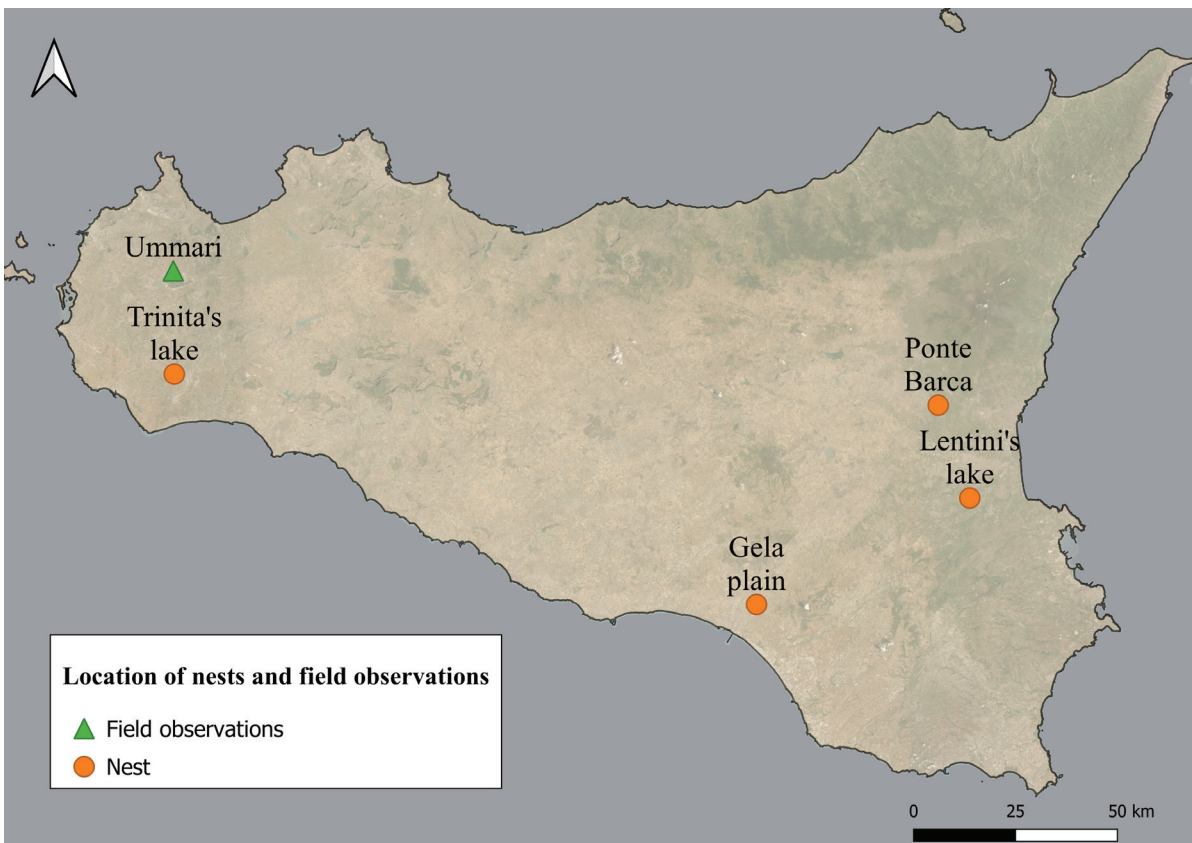 Ummari
Trinita's
lake
Ponte
Barca
Lentini's
lake
Gela
plain
Location of nests and field observations
Field observations
Nest
0 25 50 km